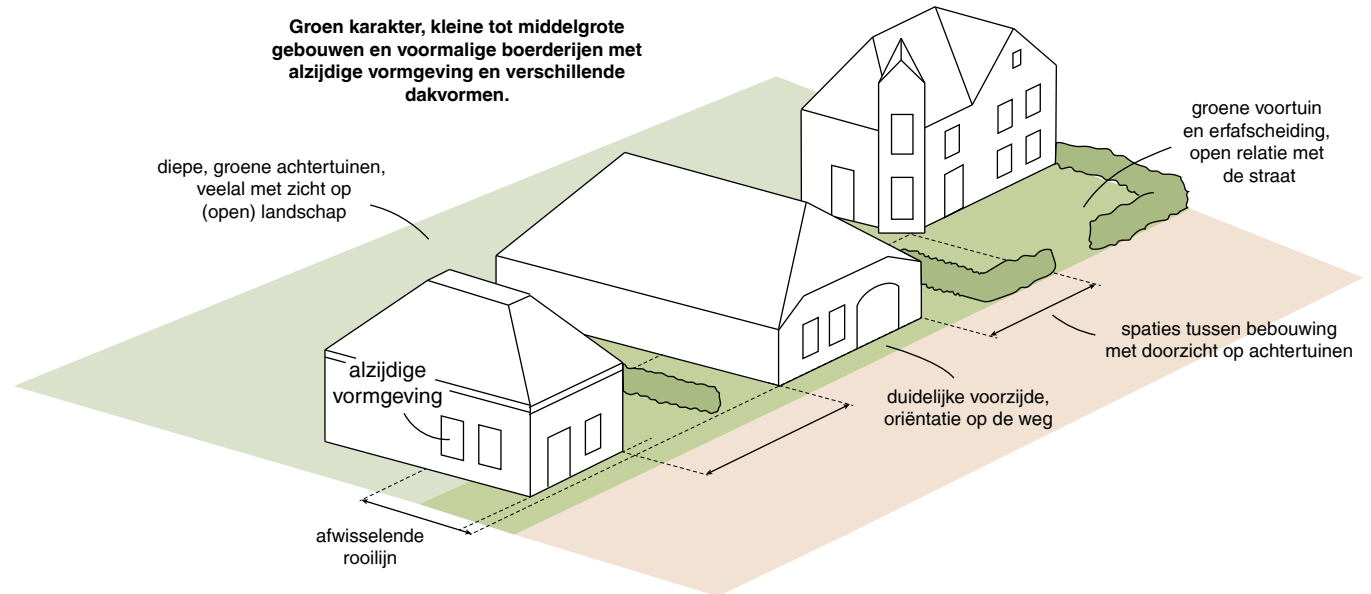 Groen karakter, kleine tot middelgrote
gebouwen en voormalige boerderijen met
alzijdige vormgeving en verschillende
dakvormen.
diepe, groene achtertuinen,
veelal met zicht op
(open) landschap
groene voortuin
en erfafscheiding,
open relatie met
de straat
spaties tussen bebouwing
met doorzicht op achtertuinen
alzijdige
vormgeving
duidelijke voorzijde,
oriëntatie op de weg
afwisselende
rooilijn